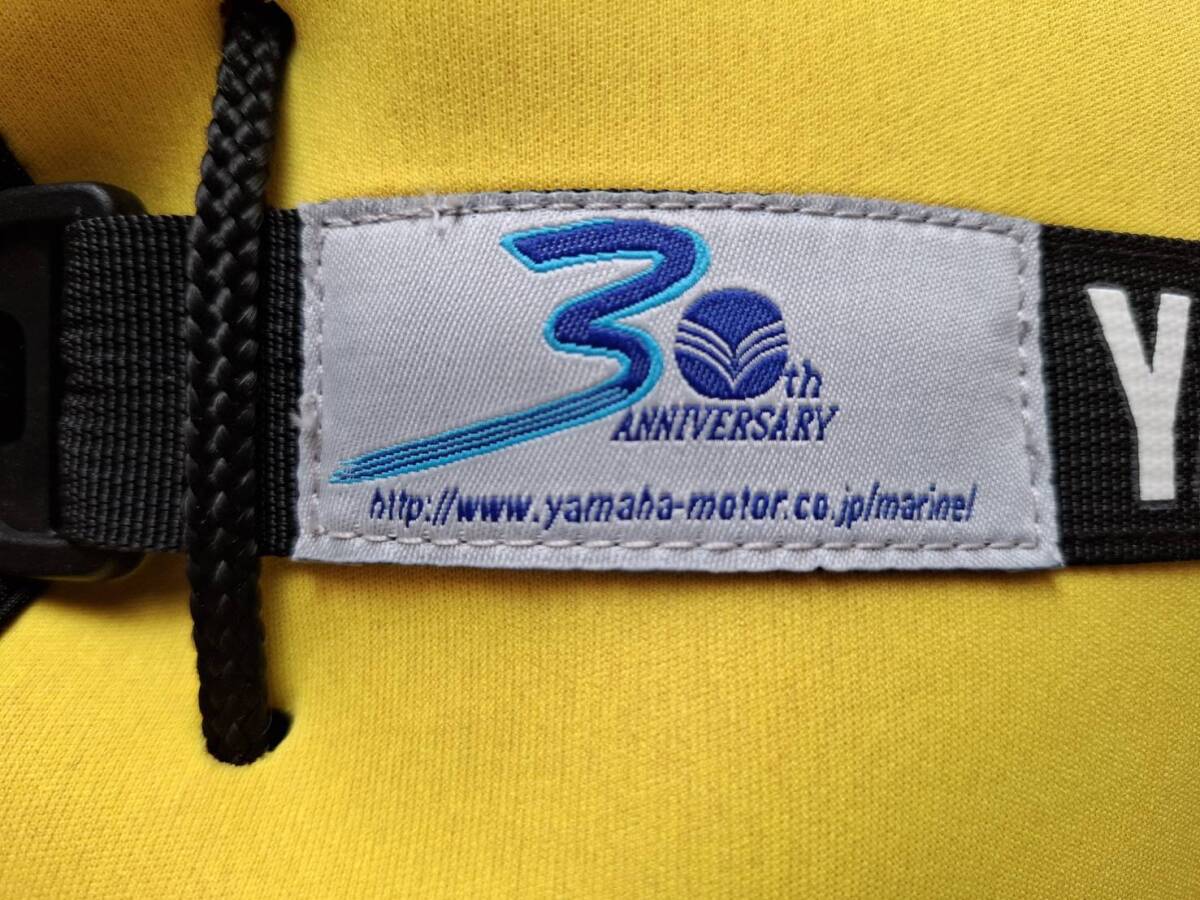 30th
ANNIVERSARY
http://www.yamaha-motor.co.jp/marine/
Y